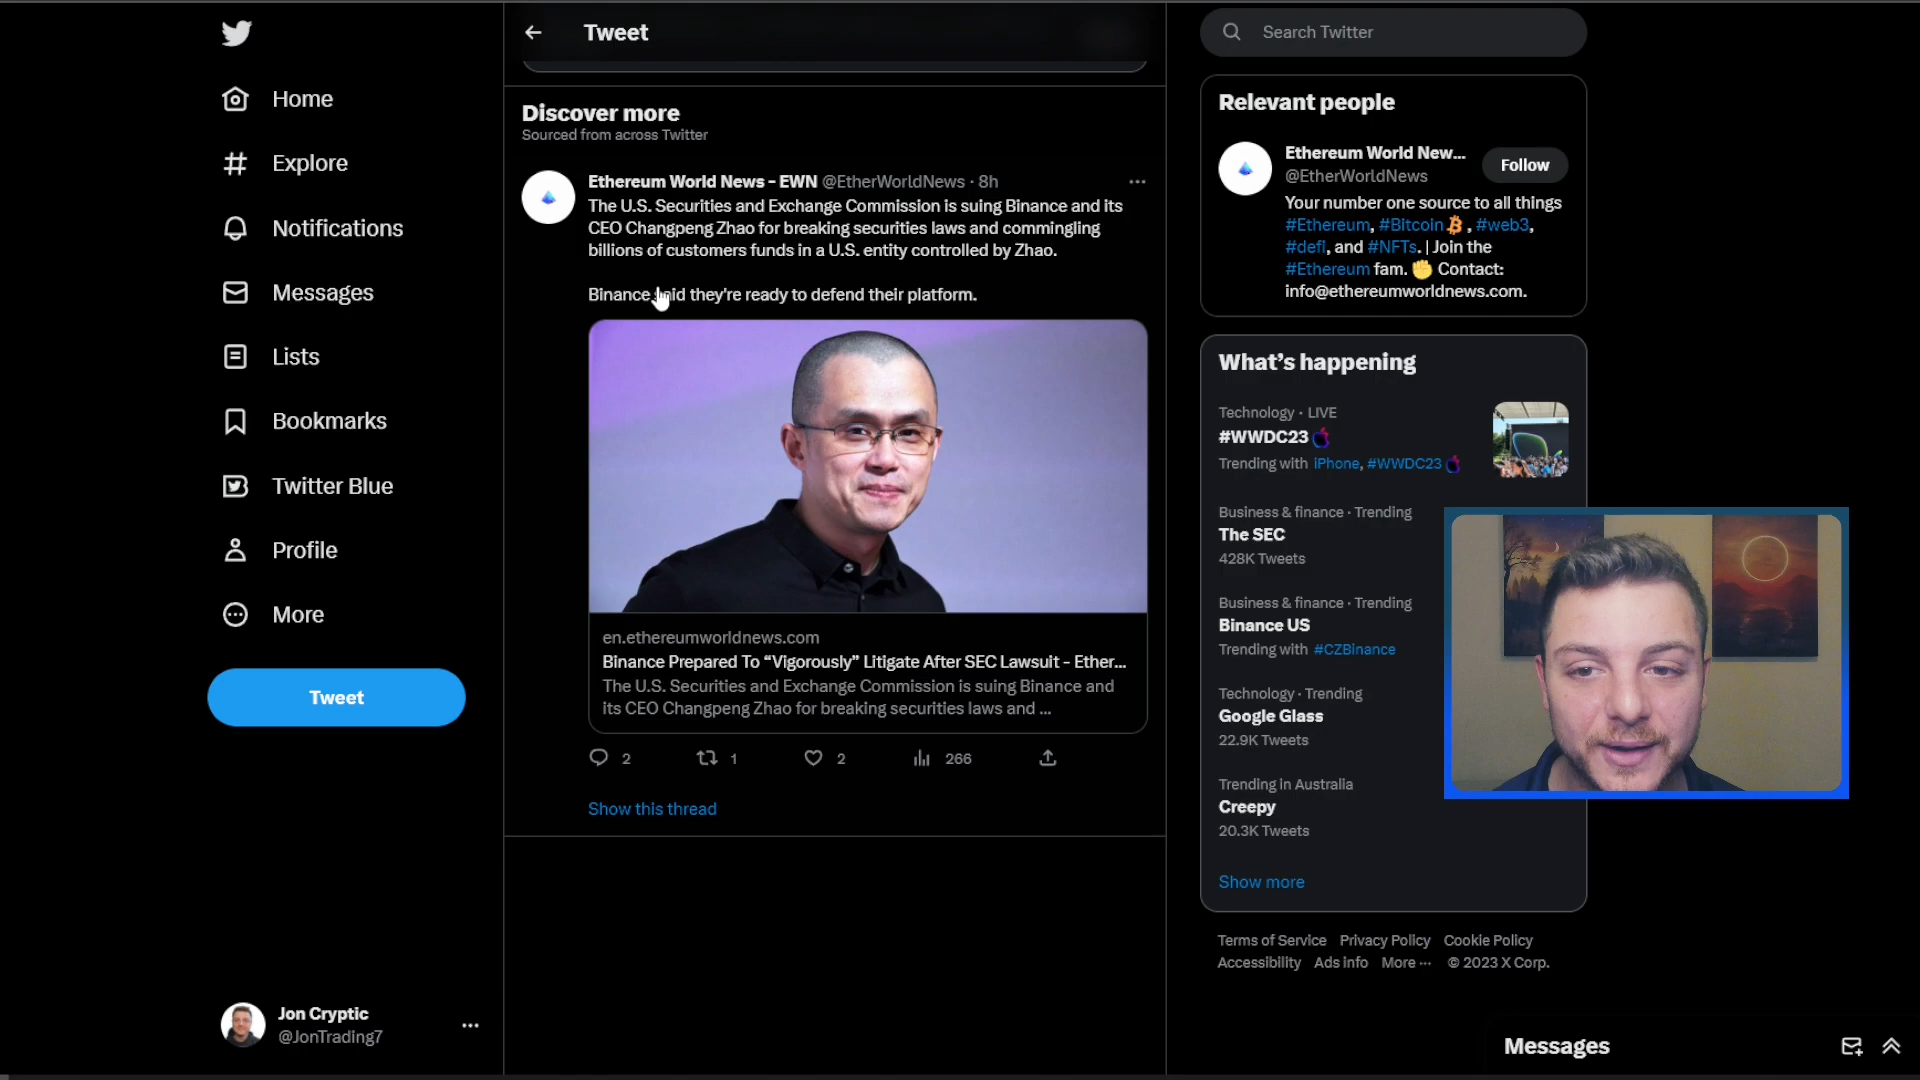 Home
Explore
Notifications
Messages
Lists
Bookmarks
Twitter Blue
Profile
More
Tweet
Jon Cryptic
@JonTrading7
Tweet
Discover more
Sourced from across Twitter
Ethereum World News - EWN @EtherWorldNews · 8h
The U.S. Securities and Exchange Commission is suing Binance and its
CEO Changpeng Zhao for breaking securities laws and commingling
billions of customers funds in a U.S. entity controlled by Zhao.
Binance said they're ready to defend their platform.
en.ethereumworldnews.com
Binance Prepared To “Vigorously” Litigate After SEC Lawsuit - Ether...
The U.S. Securities and Exchange Commission is suing Binance and
its CEO Changpeng Zhao for breaking securities laws and ...
2 1 2 266
Show this thread
Search Twitter
Relevant people
Ethereum World New...
@EtherWorldNews
Follow
Your number one source to all things
#Ethereum, #Bitcoin, #web3,
#defi, and #NFTs. | Join the
#Ethereum fam. Contact:
info@ethereumworldnews.com.
What's happening
Technology · LIVE
#WWDC23
Trending with iPhone, #WWDC23
Business & finance · Trending
The SEC
428K Tweets
Business & finance · Trending
Binance US
Trending with #CZBinance
Technology · Trending
Google Glass
22.9K Tweets
Trending in Australia
Creepy
20.3K Tweets
Show more
Terms of Service Privacy Policy Cookie Policy
Accessibility Ads info More ··· © 2023 X Corp.
Messages